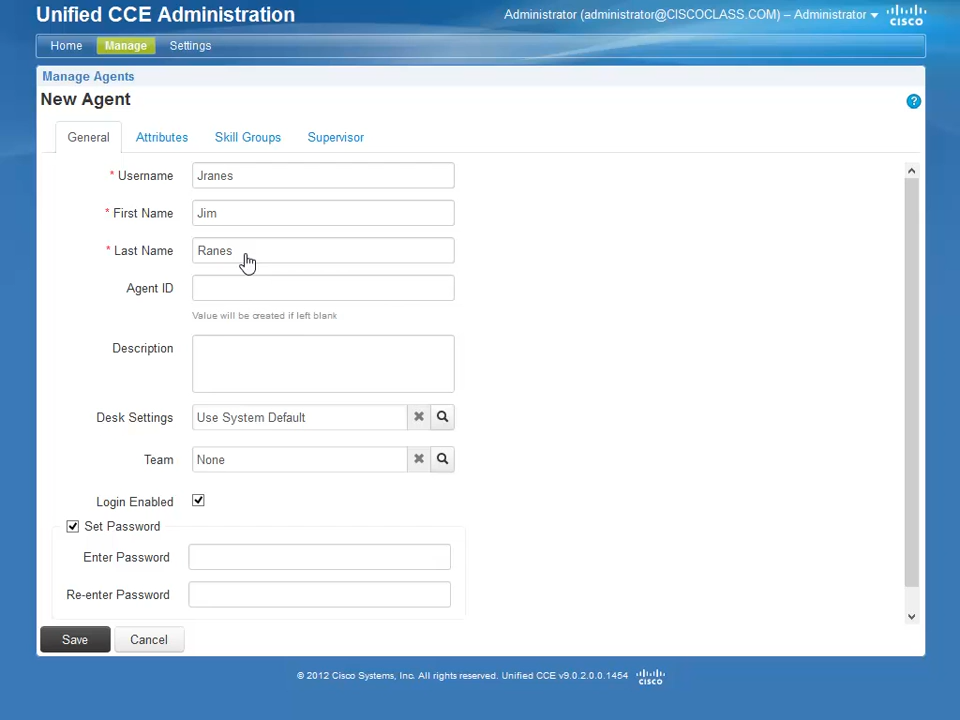 Unified CCE Administration
Administrator (administrator@CISCOCLASS.COM) – Administrator
CISCO
Home Manage Settings
Manage Agents
New Agent
?
General Attributes Skill Groups Supervisor
* Username Jranes
* First Name Jim
* Last Name Ranes
Agent ID
Value will be created if left blank
Description
Desk Settings Use System Default
Team None
Login Enabled
Set Password
Enter Password
Re-enter Password
Save Cancel
© 2012 Cisco Systems, Inc. All rights reserved. Unified CCE v9.0.2.0.0.1454
CISCO